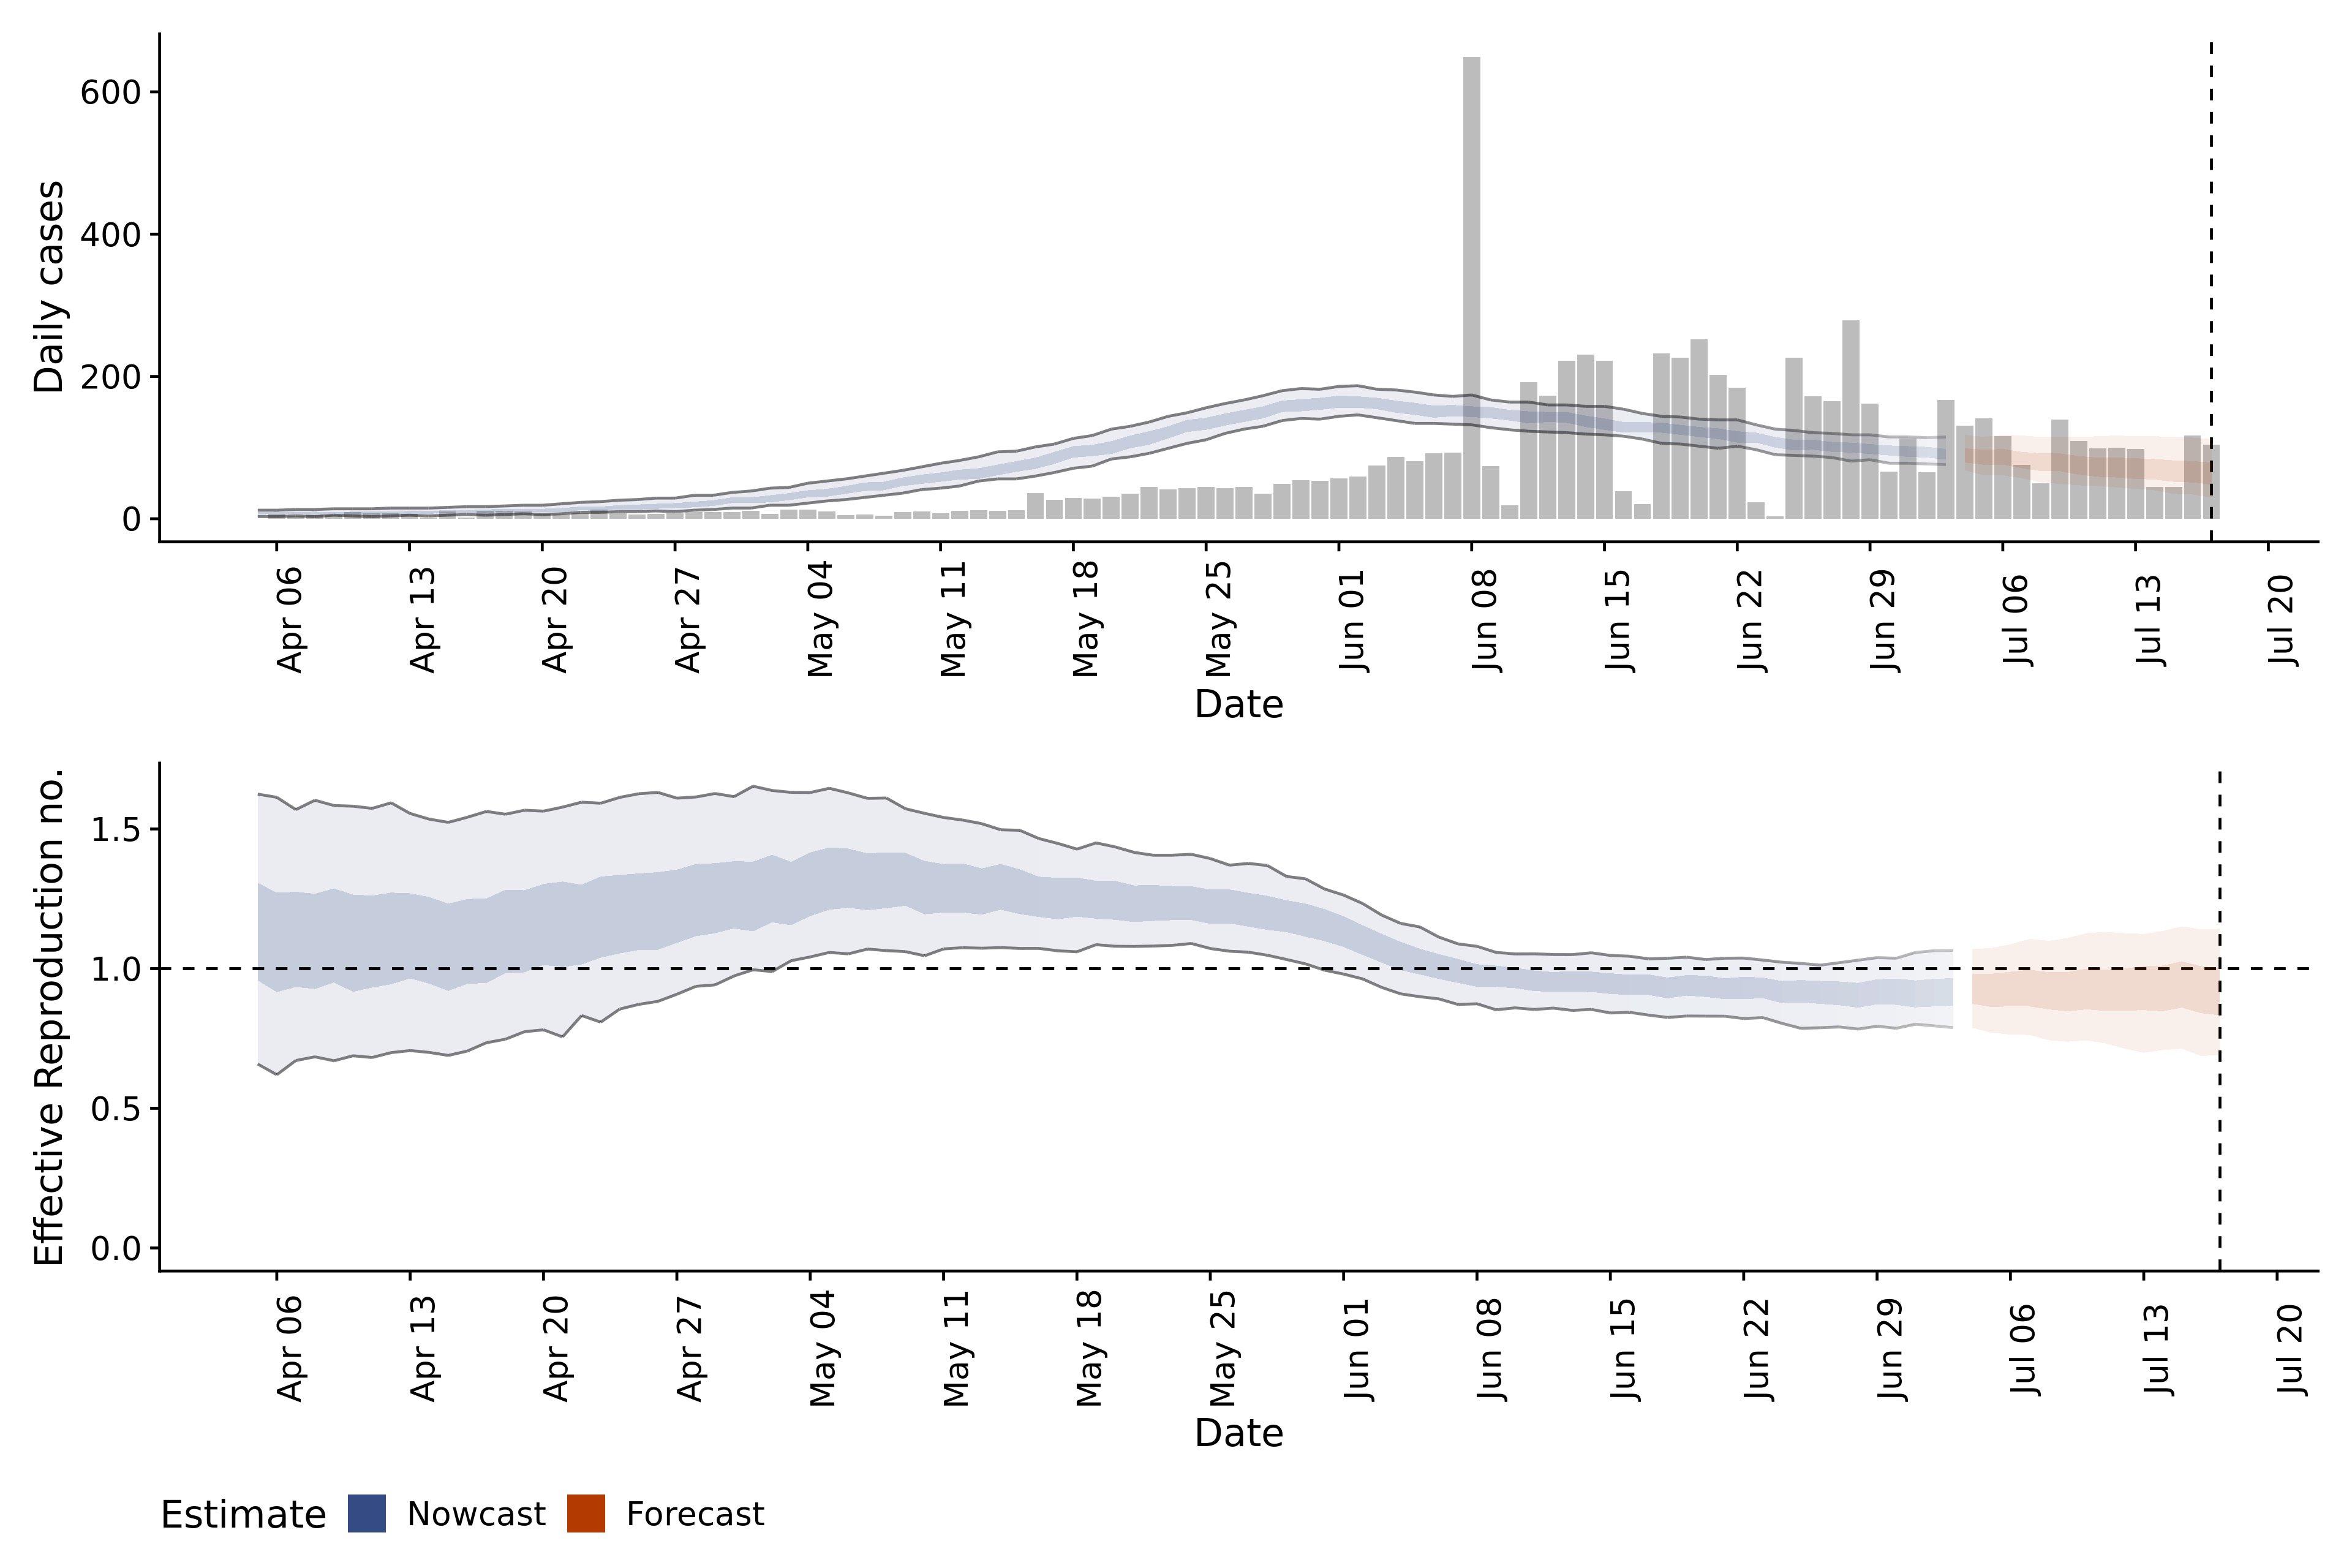 Daily cases
600
400
200
0
Apr 06
Apr 13
Apr 20
Apr 27
May 04
May 11
May 18
May 25
Jun 01
Jun 08
Jun 15
Jun 22
Jun 29
Jul 06
Jul 13
Jul 20
Date
Effective Reproduction no.
1.5
1.0
0.5
0.0
Apr 06
Apr 13
Apr 20
Apr 27
May 04
May 11
May 18
May 25
Jun 01
Jun 08
Jun 15
Jun 22
Jun 29
Jul 06
Jul 13
Jul 20
Date
Estimate Nowcast Forecast